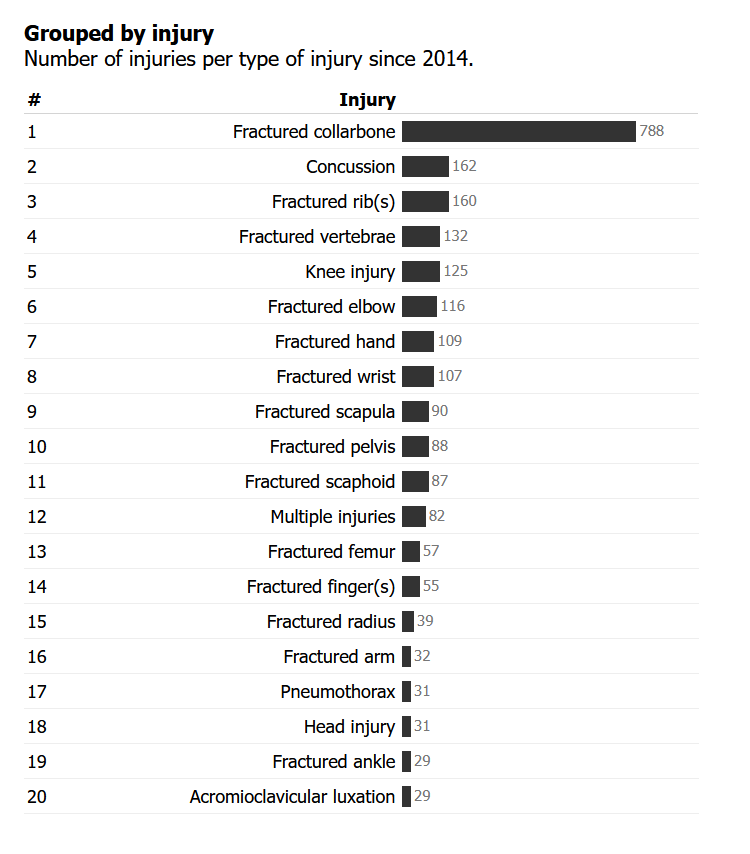 Grouped by injury
Number of injuries per type of injury since 2014.
# Injury
1 Fractured collarbone 788
2 Concussion 162
3 Fractured rib(s) 160
4 Fractured vertebrae 132
5 Knee injury 125
6 Fractured elbow 116
7 Fractured hand 109
8 Fractured wrist 107
9 Fractured scapula 90
10 Fractured pelvis 88
11 Fractured scaphoid 87
12 Multiple injuries 82
13 Fractured femur 57
14 Fractured finger(s) 55
15 Fractured radius 39
16 Fractured arm 32
17 Pneumothorax 31
18 Head injury 31
19 Fractured ankle 29
20 Acromioclavicular luxation 29